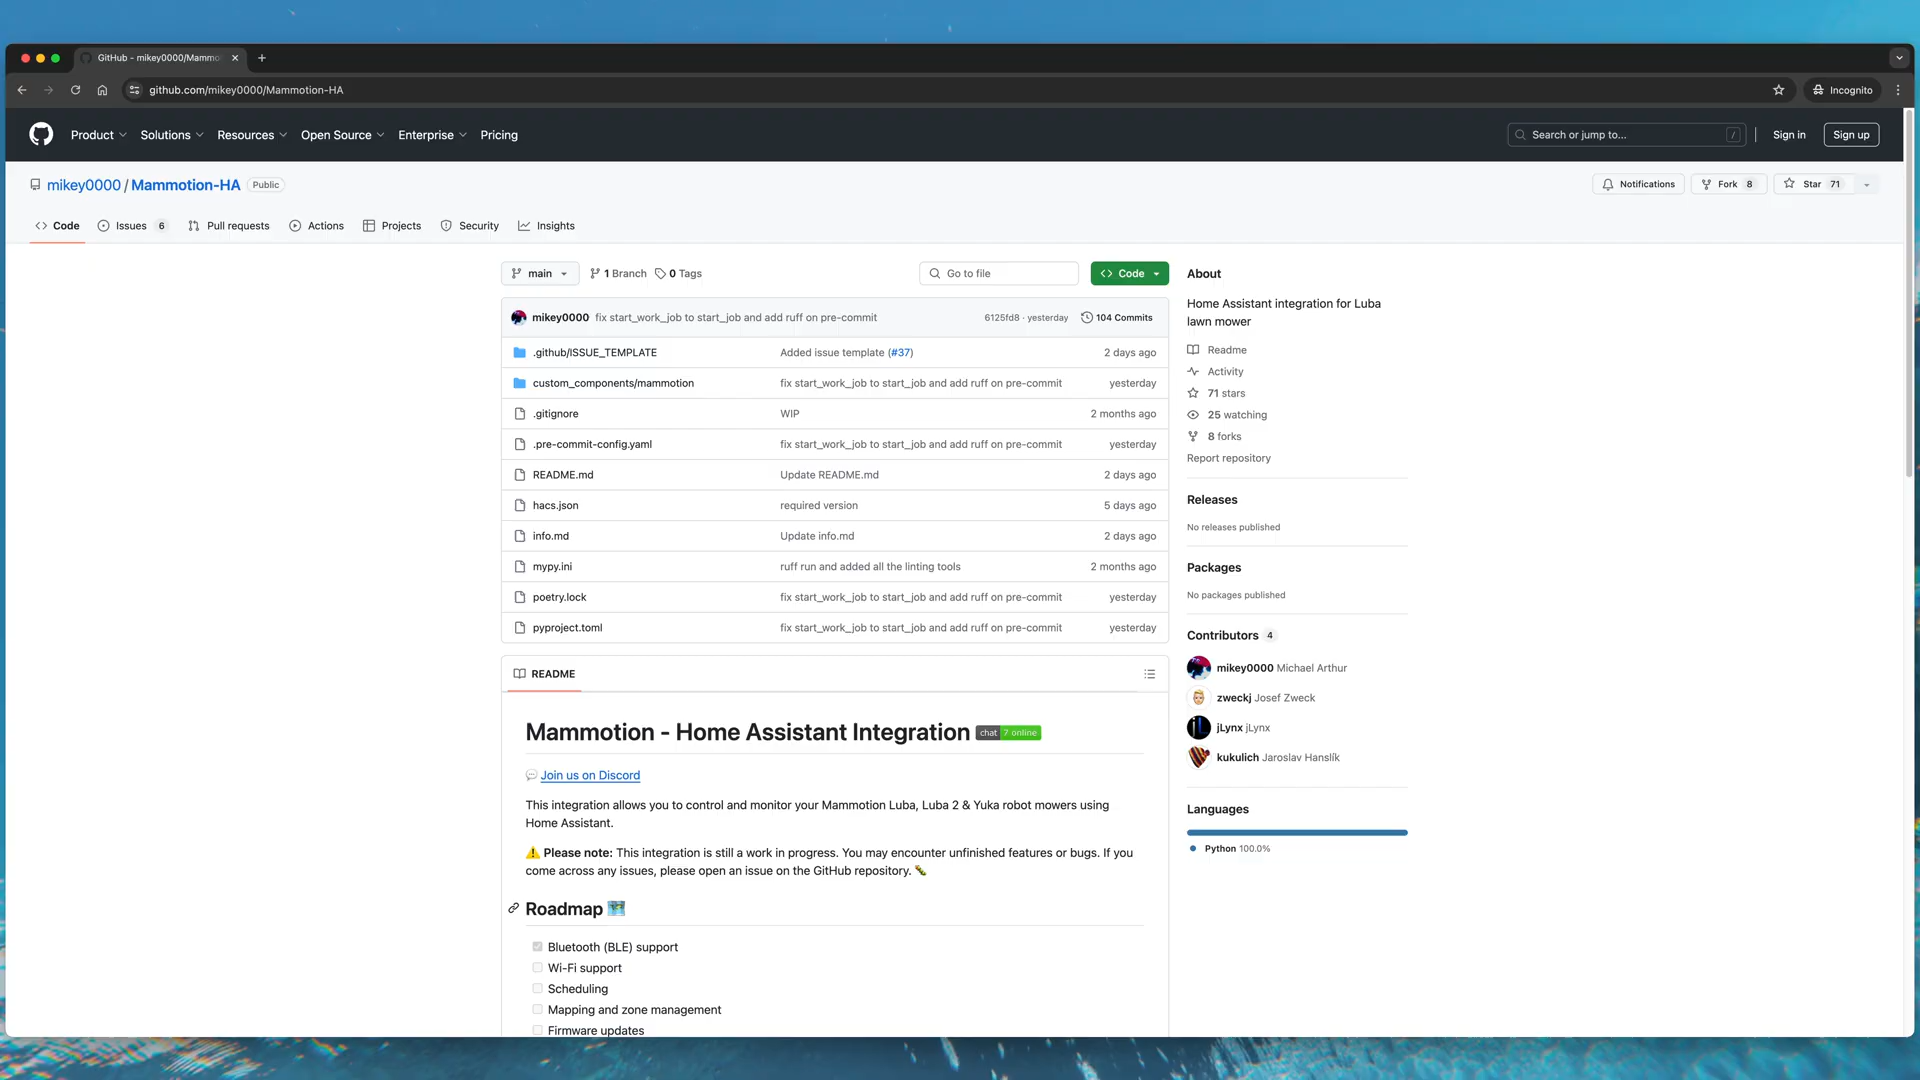 GitHub - mikey0000/Mammo
github.com/mikey0000/Mammotion-HA
Incognito
Product Solutions Resources Open Source Enterprise Pricing
Search or jump to... /
Sign in
Sign up
mikey0000 / Mammotion-HA Public
Notifications
Fork 8
Star 71
Code Issues 6 Pull requests Actions Projects Security Insights
main 1 Branch 0 Tags
Go to file
Code
mikey0000 fix start_work_job to start_job and add ruff on pre-commit 6125fd8 · yesterday 104 Commits
.github/ISSUE_TEMPLATE Added issue template (#37) 2 days ago
custom_components/mammotion fix start_work_job to start_job and add ruff on pre-commit yesterday
.gitignore WIP 2 months ago
.pre-commit-config.yaml fix start_work_job to start_job and add ruff on pre-commit yesterday
README.md Update README.md 2 days ago
hacs.json required version 5 days ago
info.md Update info.md 2 days ago
mypy.ini ruff run and added all the linting tools 2 months ago
poetry.lock fix start_work_job to start_job and add ruff on pre-commit yesterday
pyproject.toml fix start_work_job to start_job and add ruff on pre-commit yesterday
README
Mammotion - Home Assistant Integration chat 7 online
Join us on Discord
This integration allows you to control and monitor your Mammotion Luba, Luba 2 & Yuka robot mowers using
Home Assistant.
⚠️ Please note: This integration is still a work in progress. You may encounter unfinished features or bugs. If you
come across any issues, please open an issue on the GitHub repository. 🐛
Roadmap 🗺️
Bluetooth (BLE) support
Wi-Fi support
Scheduling
Mapping and zone management
Firmware updates
About
Home Assistant integration for Luba
lawn mower
Readme
Activity
71 stars
25 watching
8 forks
Report repository
Releases
No releases published
Packages
No packages published
Contributors 4
mikey0000 Michael Arthur
zweckj Josef Zweck
jLynx jLynx
kukulich Jaroslav Hanslík
Languages
Python 100.0%